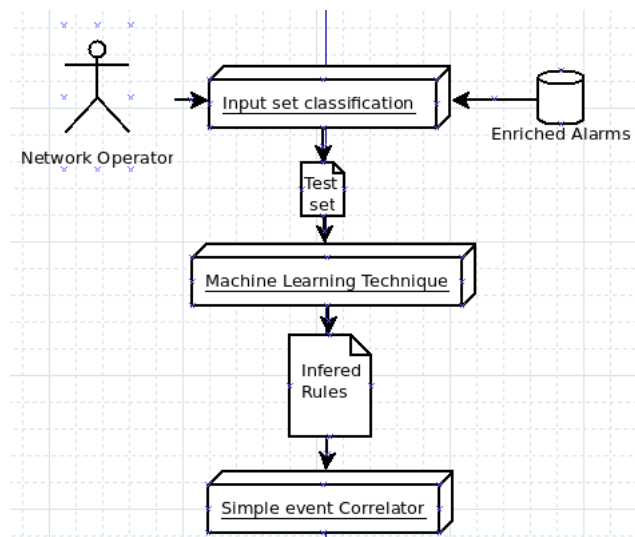 Input set classification
Network Operator
Enriched Alarms
Test
set
Machine Learning Technique
Infered
Rules
Simple event Correlator